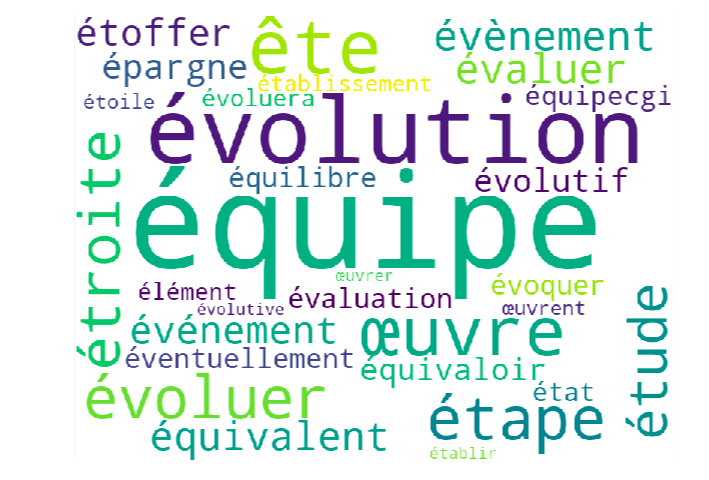 étoffer
ête
évènement
épargne
évaluer
établissement
étoile
évoluera
équipecgi
évolution
étroite
équilibre
évolutif
équipe
œuvrer
élément
évaluation
évoquer
évolutive
œuvrent
événement
œuvre
étude
éventuellement
équivaloir
évoluer
état
étape
équivalent
établir